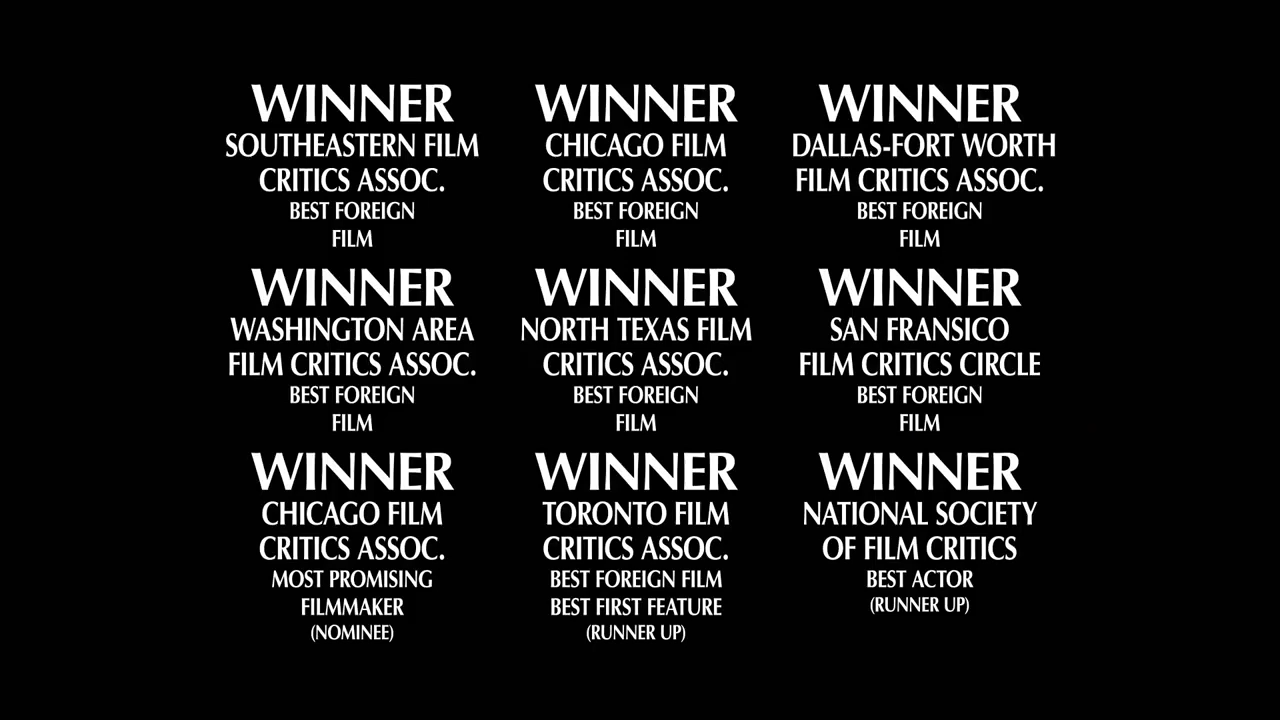 WINNER
SOUTHEASTERN FILM
CRITICS ASSOC.
BEST FOREIGN
FILM
WINNER
CHICAGO FILM
CRITICS ASSOC.
BEST FOREIGN
FILM
WINNER
DALLAS-FORT WORTH
FILM CRITICS ASSOC.
BEST FOREIGN
FILM
WINNER
WASHINGTON AREA
FILM CRITICS ASSOC.
BEST FOREIGN
FILM
WINNER
NORTH TEXAS FILM
CRITICS ASSOC.
BEST FOREIGN
FILM
WINNER
SAN FRANSICO
FILM CRITICS CIRCLE
BEST FOREIGN
FILM
WINNER
CHICAGO FILM
CRITICS ASSOC.
MOST PROMISING
FILMMAKER
(NOMINEE)
WINNER
TORONTO FILM
CRITICS ASSOC.
BEST FOREIGN FILM
BEST FIRST FEATURE
(RUNNER UP)
WINNER
NATIONAL SOCIETY
OF FILM CRITICS
BEST ACTOR
(RUNNER UP)